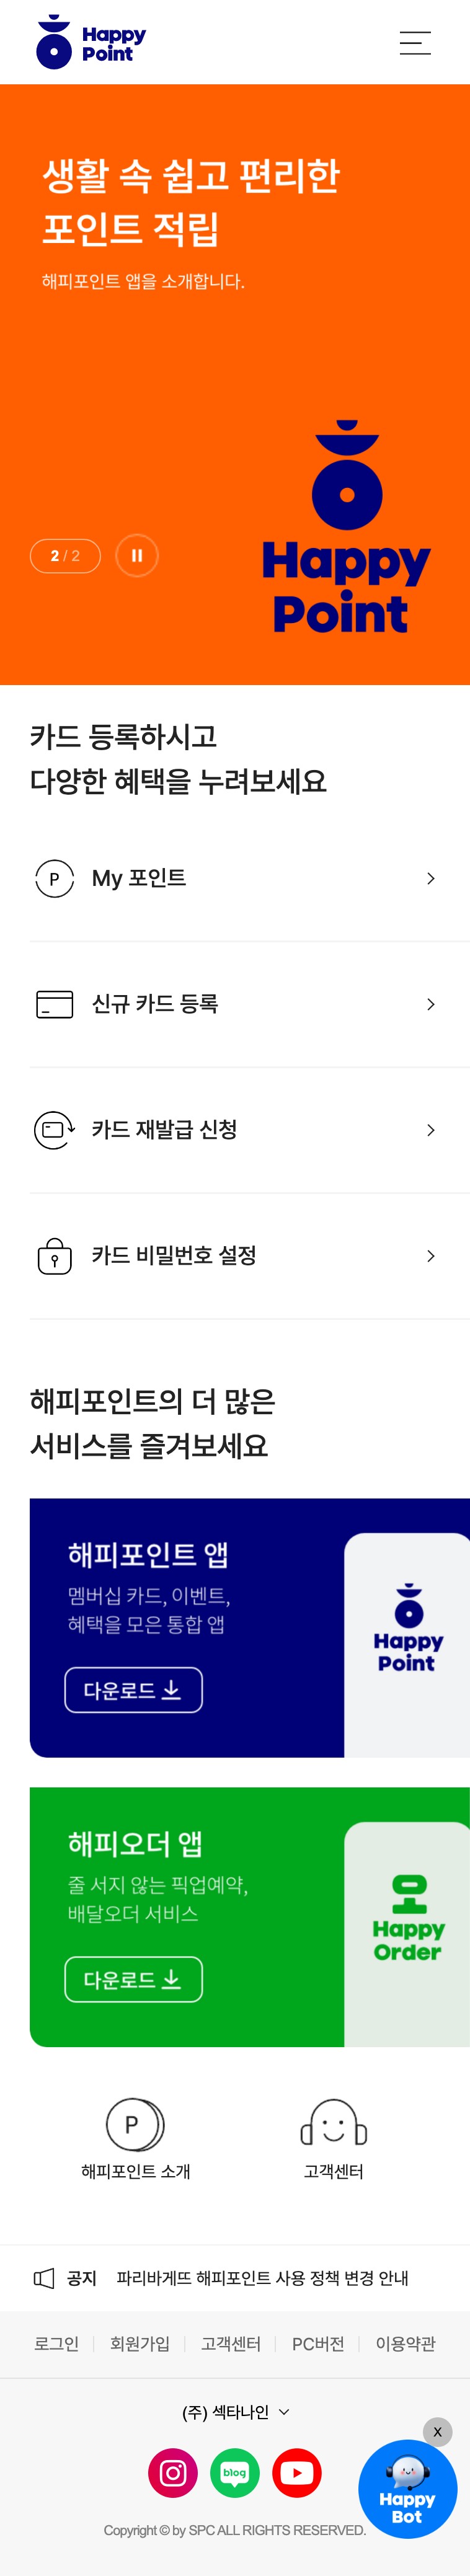 Happy
Point
생활 속 쉽고 편리한
포인트 적립
해피포인트 앱을 소개합니다.
2 / 2
Happy
Point
카드 등록하시고
다양한 혜택을 누려보세요
P
My 포인트
신규 카드 등록
카드 재발급 신청
카드 비밀번호 설정
해피포인트의 더 많은
서비스를 즐겨보세요
해피포인트 앱
멤버십 카드, 이벤트,
혜택을 모은 통합 앱
다운로드
Happy
Point
해피오더 앱
줄 서지 않는 픽업예약,
배달오더 서비스
다운로드
Happy
Order
P
해피포인트 소개
고객센터
공지 파리바게뜨 해피포인트 사용 정책 변경 안내
로그인 회원가입 고객센터 PC버전 이용약관
(주) 섹타나인
X
blog
Happy
Bot
Copyright © by SPC ALL RIGHTS RESERVED.